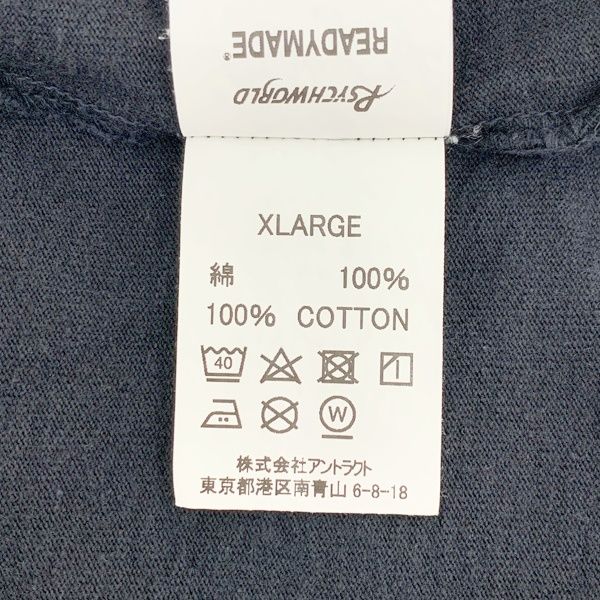 READYMADE®
PSYCHWORLD
XLARGE
綿 100%
100% COTTON
40
W
株式会社アントラクト
東京都港区南青山 6-8-18